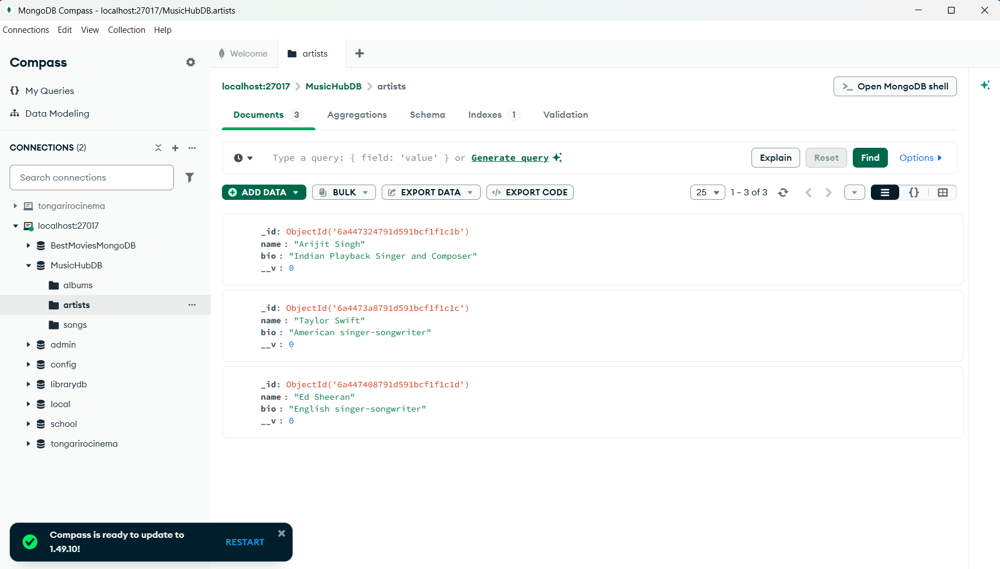 MongoDB Compass - localhost:27017/MusicHubDB.artists
Connections Edit View Collection Help
Compass
My Queries
Data Modeling
CONNECTIONS (2)
Search connections
tongarirocinema
localhost:27017
BestMoviesMongoDB
MusicHubDB
albums
artists
songs
admin
config
librarydb
local
school
tongarirocinema
Compass is ready to update to
1.49.10!
RESTART
Welcome artists
localhost:27017 MusicHubDB artists
>_ Open MongoDB shell
Documents 3 Aggregations Schema Indexes 1 Validation
Type a query: { field: 'value' } or Generate query
Explain Reset Find Options
ADD DATA BULK EXPORT DATA EXPORT CODE
25 1 – 3 of 3 {}
_id: ObjectId('6a447324791d591bcf1f1c1b')
name : "Arijit Singh"
bio : "Indian Playback Singer and Composer"
__v : 0
_id: ObjectId('6a4473a8791d591bcf1f1c1c')
name : "Taylor Swift"
bio : "American singer-songwriter"
__v : 0
_id: ObjectId('6a447408791d591bcf1f1c1d')
name : "Ed Sheeran"
bio : "English singer-songwriter"
__v : 0